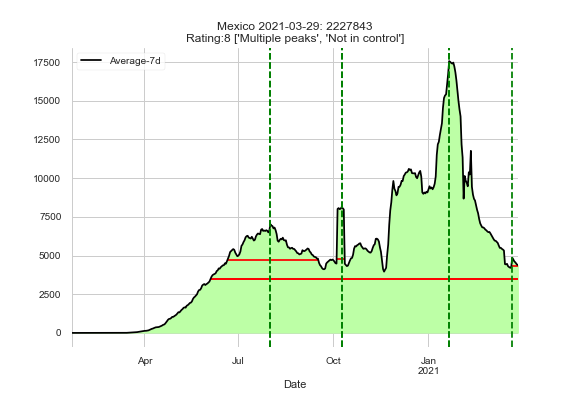 Mexico 2021-03-29: 2227843
Rating:8 ['Multiple peaks', 'Not in control']
Average-7d
17500
15000
12500
10000
7500
5000
2500
0
Apr
Jul
Oct
Jan
2021
Date